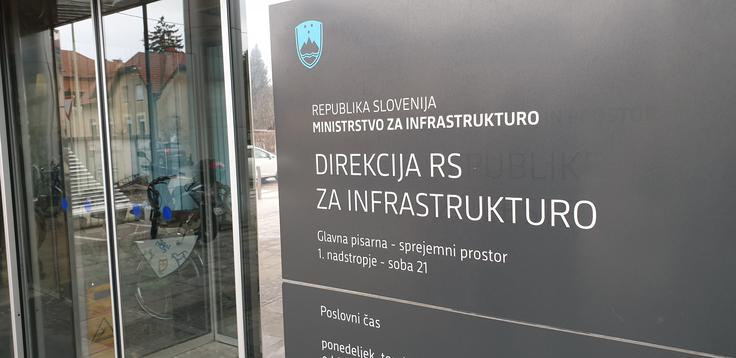 REPUBLIKA SLOVENIJA
MINISTRSTVO ZA INFRASTRUKTURO
DIREKCIJA RS
ZA INFRASTRUKTURO
Glavna pisarna - sprejemni prostor
1. nadstropje - soba 21
Poslovni čas
ponedeljek,